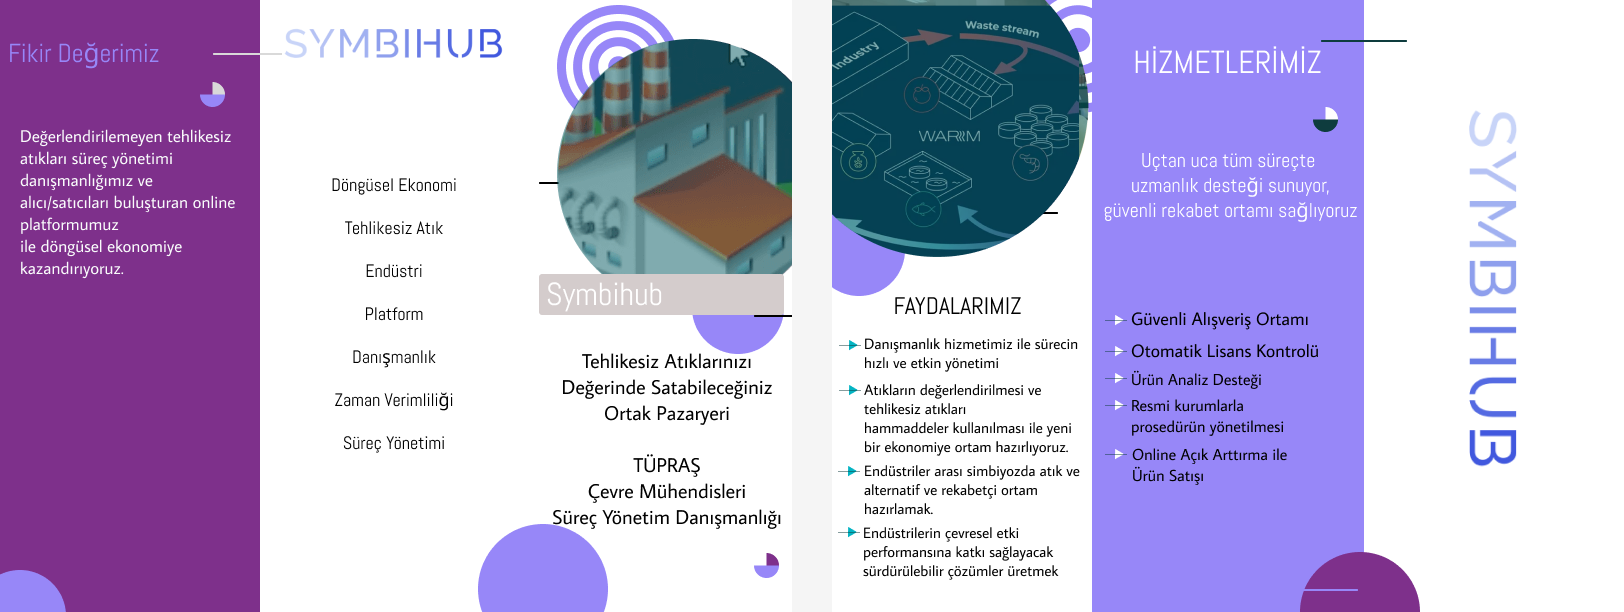 Fikir Değerimiz
Değerlendirilemeyen tehlikesiz
atıkları süreç yönetimi
danışmanlığımız ve
alıcı/satıcıları buluşturan online
platformumuz
ile döngüsel ekonomiye
kazandırıyoruz.
SYMBIHUB
Döngüsel Ekonomi
Tehlikesiz Atık
Endüstri
Platform
Danışmanlık
Zaman Verimliliği
Süreç Yönetimi
Symbihub
Tehlikesiz Atıklarınızı
Değerinde Satabileceğiniz
Ortak Pazaryeri
TÜPRAŞ
Çevre Mühendisleri
Süreç Yönetim Danışmanlığı
Waste stream
Industry
WARM
FAYDALARIMIZ
Danışmanlık hizmetimiz ile sürecin
hızlı ve etkin yönetimi
Atıkların değerlendirilmesi ve
tehlikesiz atıkları
hammaddeler kullanılması ile yeni
bir ekonomiye ortam hazırlıyoruz.
Endüstriler arası simbiyozda atık ve
alternatif ve rekabetçi ortam
hazırlamak.
Endüstrilerin çevresel etki
performansına katkı sağlayacak
sürdürülebilir çözümler üretmek
HİZMETLERİMİZ
Uçtan uca tüm süreçte
uzmanlık desteği sunuyor,
güvenli rekabet ortamı sağlıyoruz
Güvenli Alışveriş Ortamı
Otomatik Lisans Kontrolü
Ürün Analiz Desteği
Resmi kurumlarla
prosedürün yönetilmesi
Online Açık Arttırma ile
Ürün Satışı
SYMBIHUB